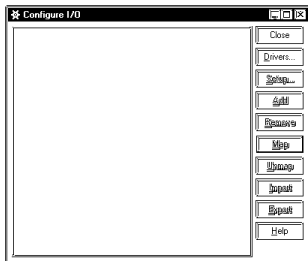 Configure I/O
Close
Drivers...
Setup...
Add
Remove
Map
Unmap
Import
Export
Help